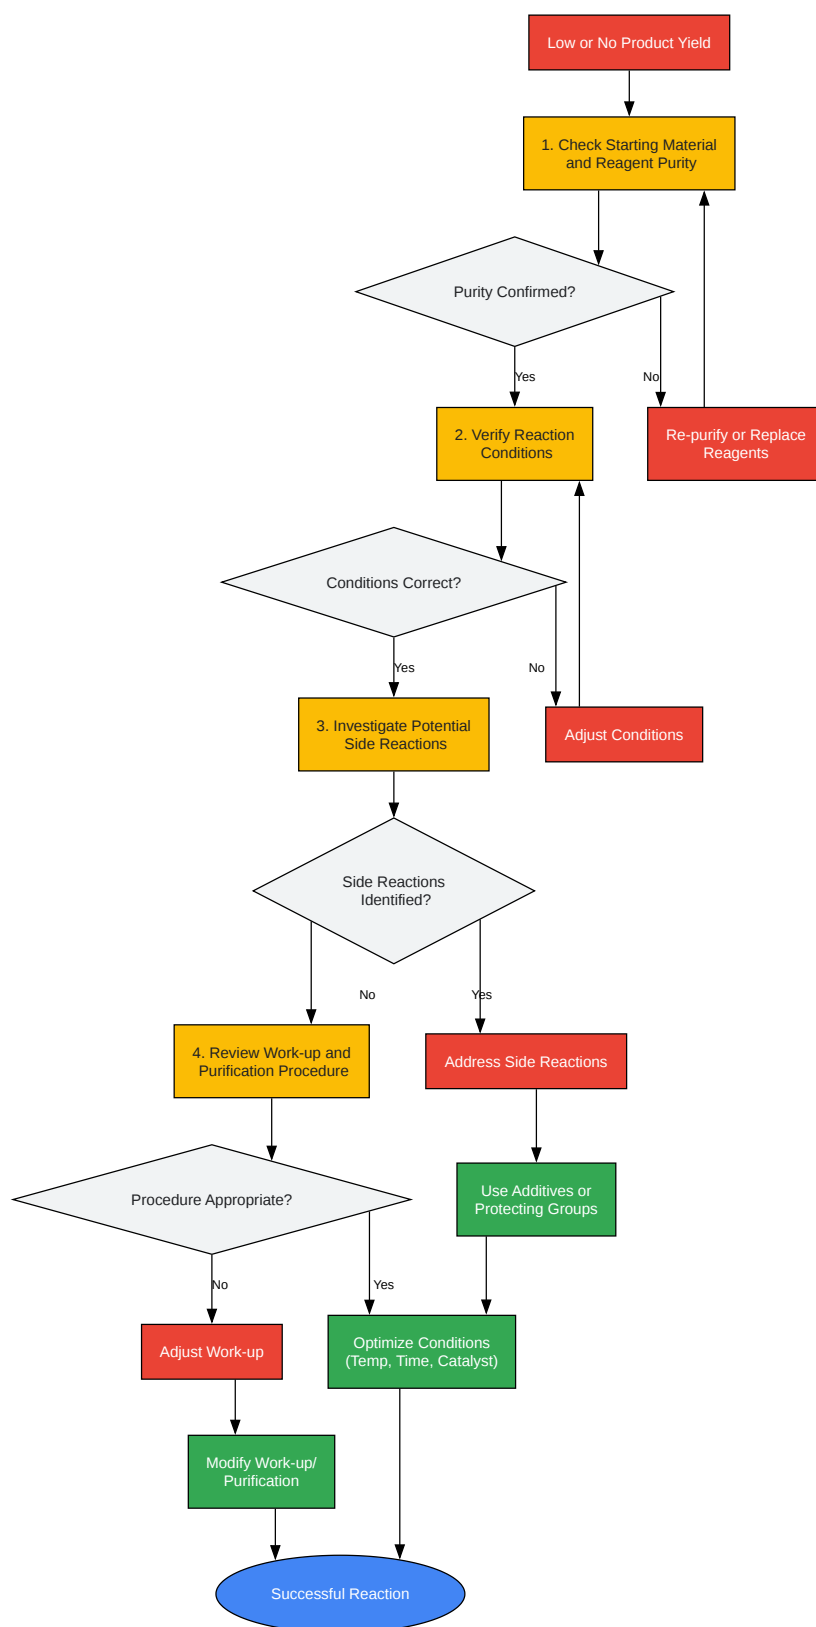 Low or No Product Yield
1. Check Starting Material
and Reagent Purity
Purity Confirmed?
Yes
No
2. Verify Reaction
Conditions
Re-purify or Replace
Reagents
Conditions Correct?
Yes
No
3. Investigate Potential
Side Reactions
Adjust Conditions
Side Reactions
Identified?
No
Yes
4. Review Work-up and
Purification Procedure
Address Side Reactions
Procedure Appropriate?
Use Additives or
Protecting Groups
No
Yes
Adjust Work-up
Optimize Conditions
(Temp, Time, Catalyst)
Modify Work-up/
Purification
Successful Reaction